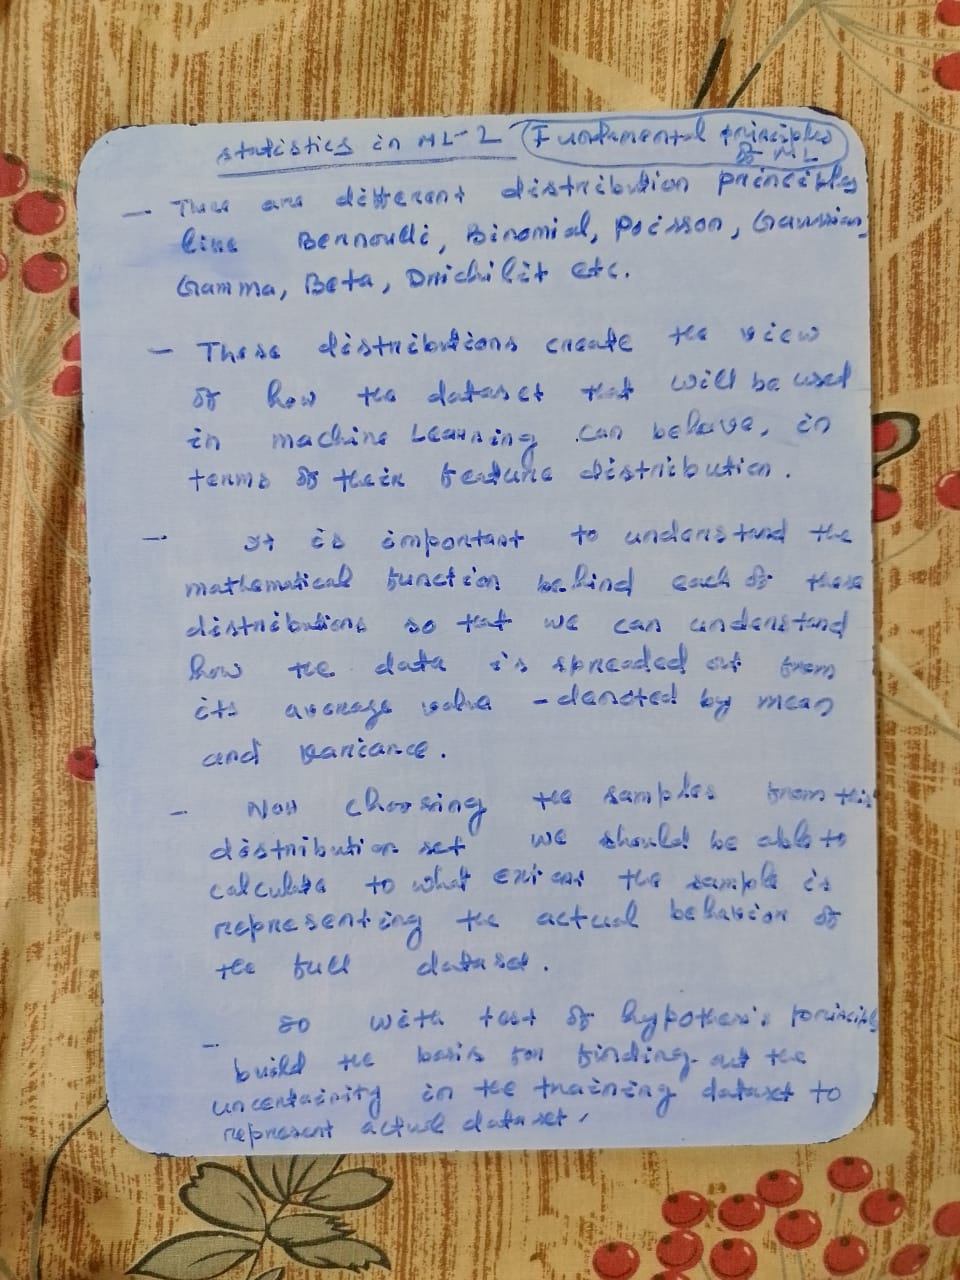 statistics in ML-2 Fundamental principles
of ML
- There are different distribution principles
like Bernoulli, Binomial, Poisson, Gaussian,
Gamma, Beta, Dirichilit etc.
- These distributions create the view
of how the dataset that will be used
in machine Learning can behave, in
terms of their feature distribution.
- It is important to understand the
mathematical function behind each of these
distributions so that we can understand
how the data is spreaded out from
its average value - denoted by mean
and variance.
- Now choosing the samples from this
distribution set we should be able to
calculate to what extent the sample is
representing the actual behavior of
the full dataset.
- so with test of hypothesis principle
build the basis for finding out the
uncertainity in the training dataset to
represent actual dataset.